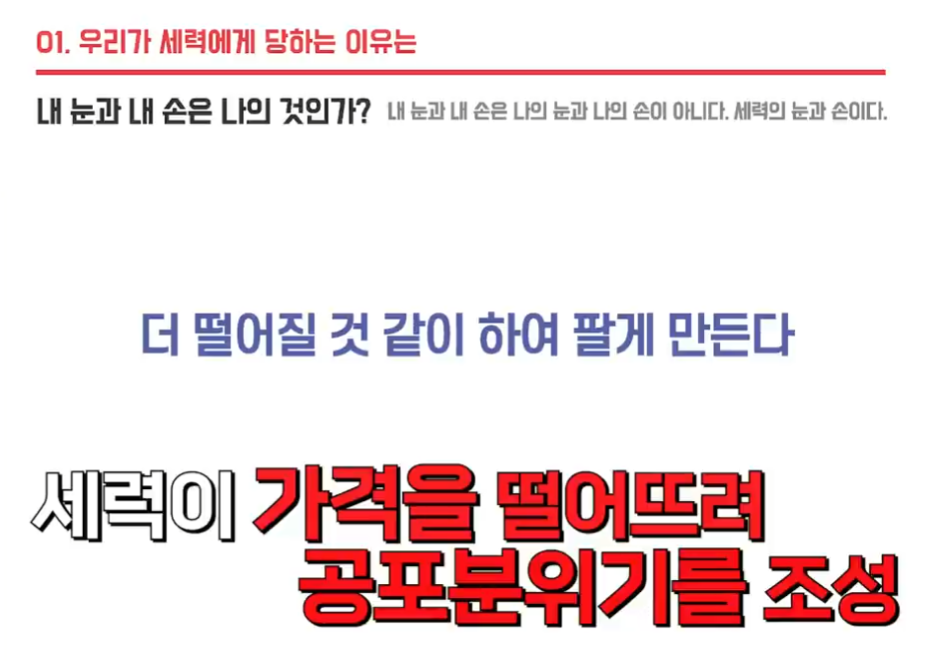 01. 우리가 세력에게 당하는 이유는
내 눈과 내 손은 나의 것인가? 내 눈과 내 손은 나의 눈과 나의 손이 아니다. 세력의 눈과 손이다.
더 떨어질 것 같이 하여 팔게 만든다
세력이 가격을 떨어뜨려
공포분위기를 조성